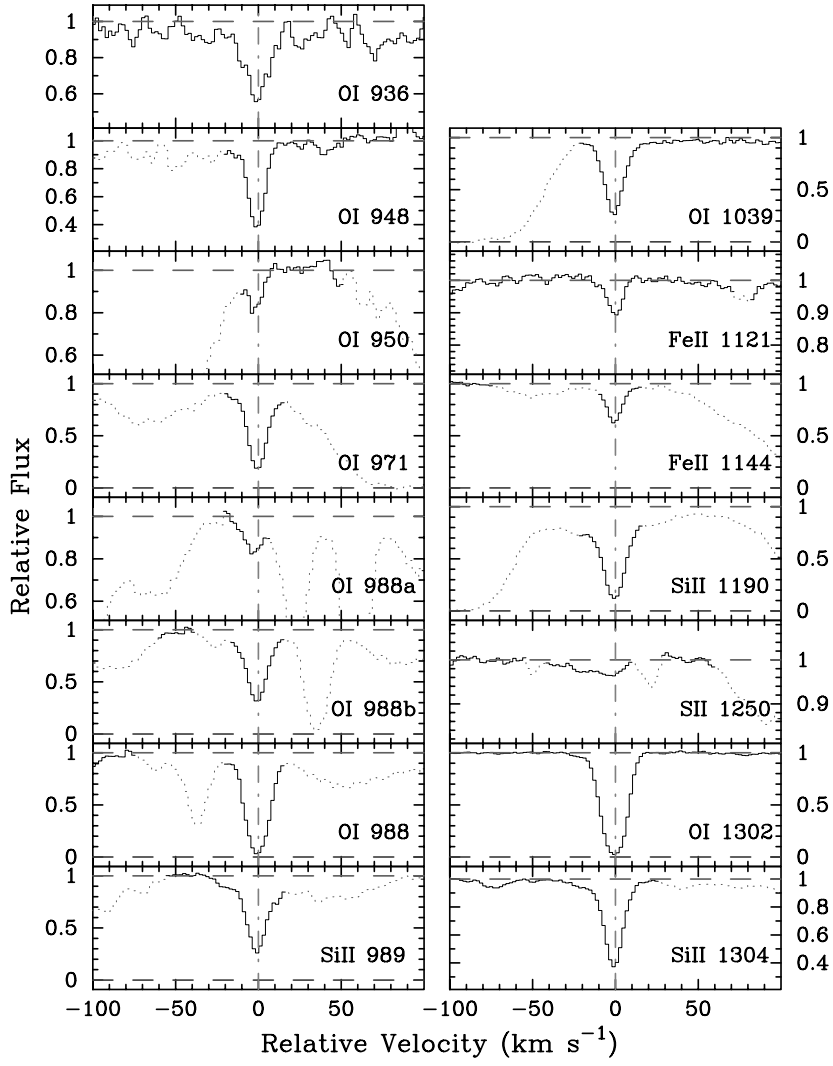 1
0.8
0.6
OI 936
1
0.8
0.6
0.4
OI 948
1
0.8
0.6
OI 950
1
0.5
0
OI 971
1
0.8
0.6
OI 988a
1
0.5
0
OI 988b
1
0.5
0
OI 988
1
0.5
0
SiII 989
−100 −50 0 50
1
0.5
0
OI 1039
1
0.9
0.8
FeII 1121
1
0.5
0
FeII 1144
1
0.5
0
SiII 1190
1
0.9
SII 1250
1
0.5
0
OI 1302
1
0.8
0.6
0.4
SiII 1304
−100 −50 0 50
Relative Flux
Relative Velocity (km s⁻¹)